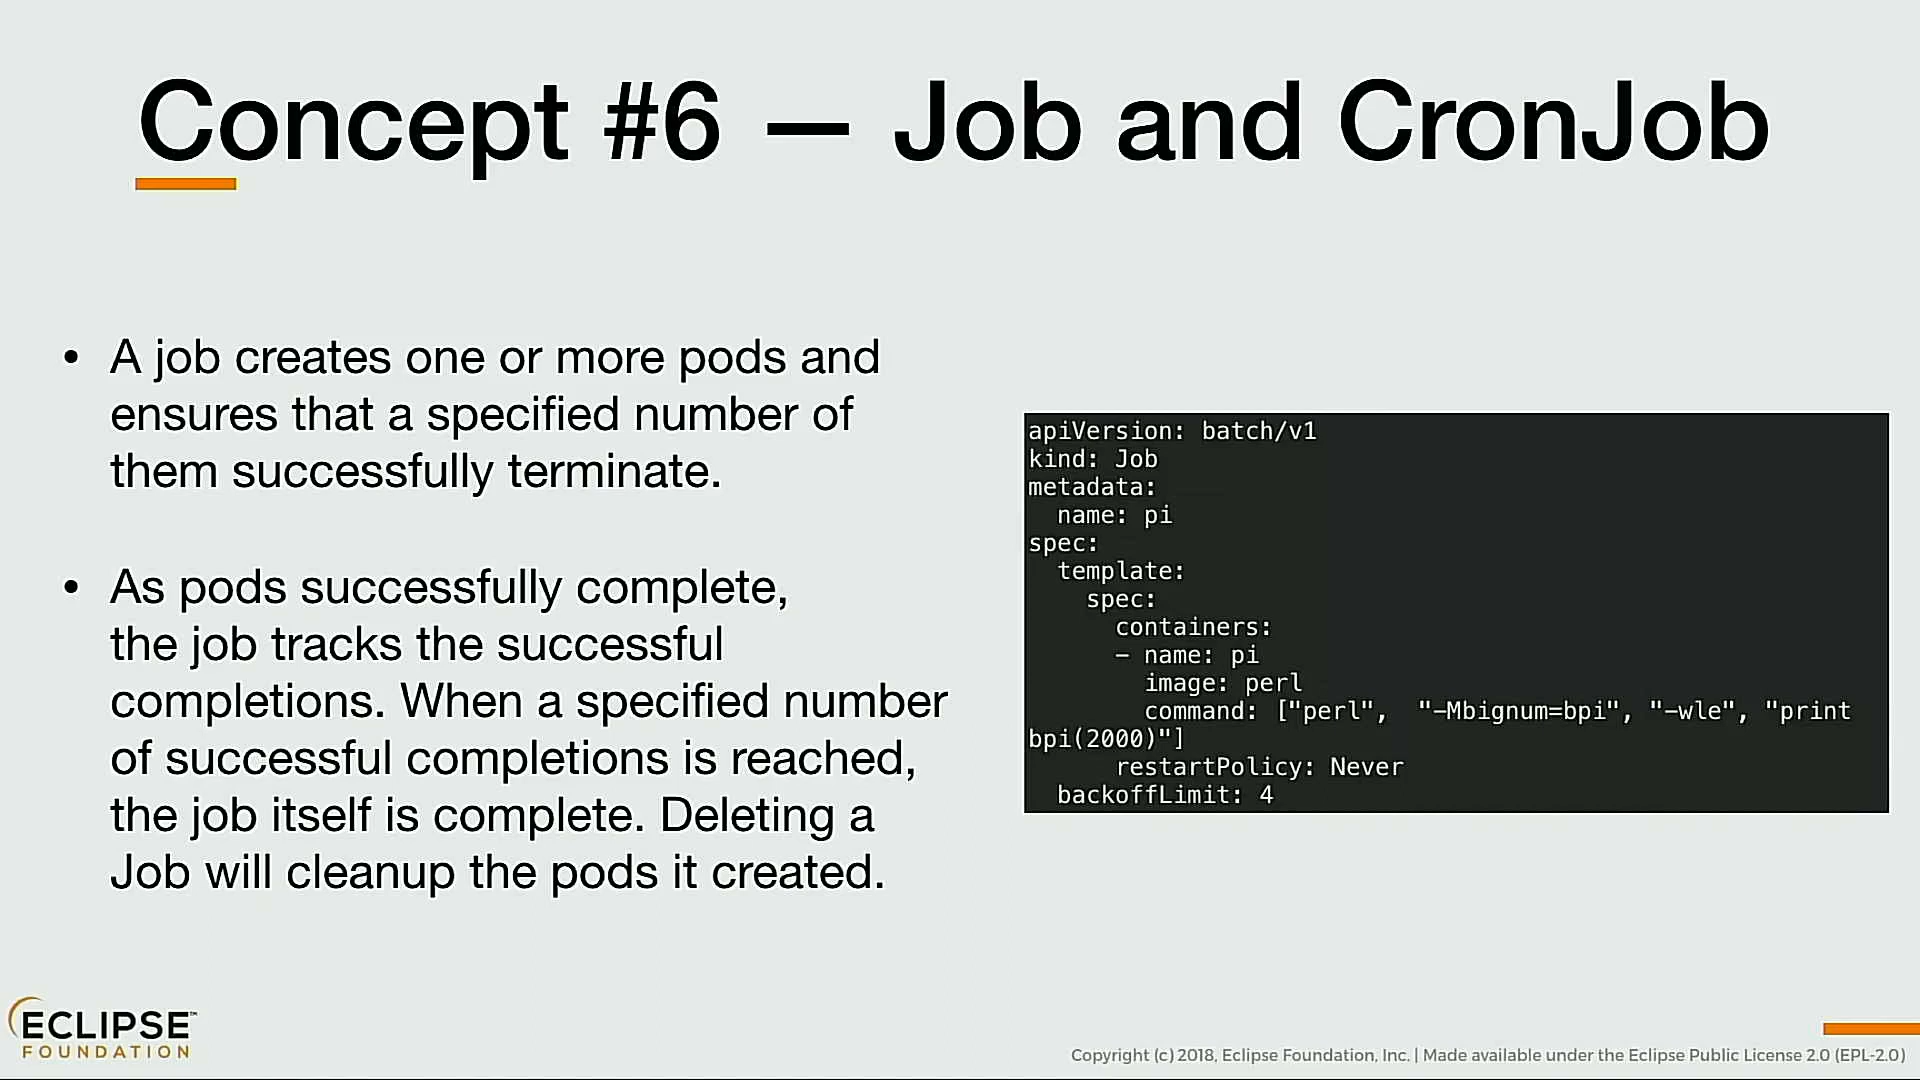 Concept #6 — Job and CronJob
• A job creates one or more pods and
ensures that a specified number of
them successfully terminate.
• As pods successfully complete,
the job tracks the successful
completions. When a specified number
of successful completions is reached,
the job itself is complete. Deleting a
Job will cleanup the pods it created.
apiVersion: batch/v1
kind: Job
metadata:
  name: pi
spec:
  template:
    spec:
      containers:
      - name: pi
        image: perl
        command: ["perl",  "-Mbignum=bpi", "-wle", "print
bpi(2000)"]
      restartPolicy: Never
  backoffLimit: 4
ECLIPSE™
FOUNDATION
Copyright (c) 2018, Eclipse Foundation, Inc. | Made available under the Eclipse Public License 2.0 (EPL-2.0)